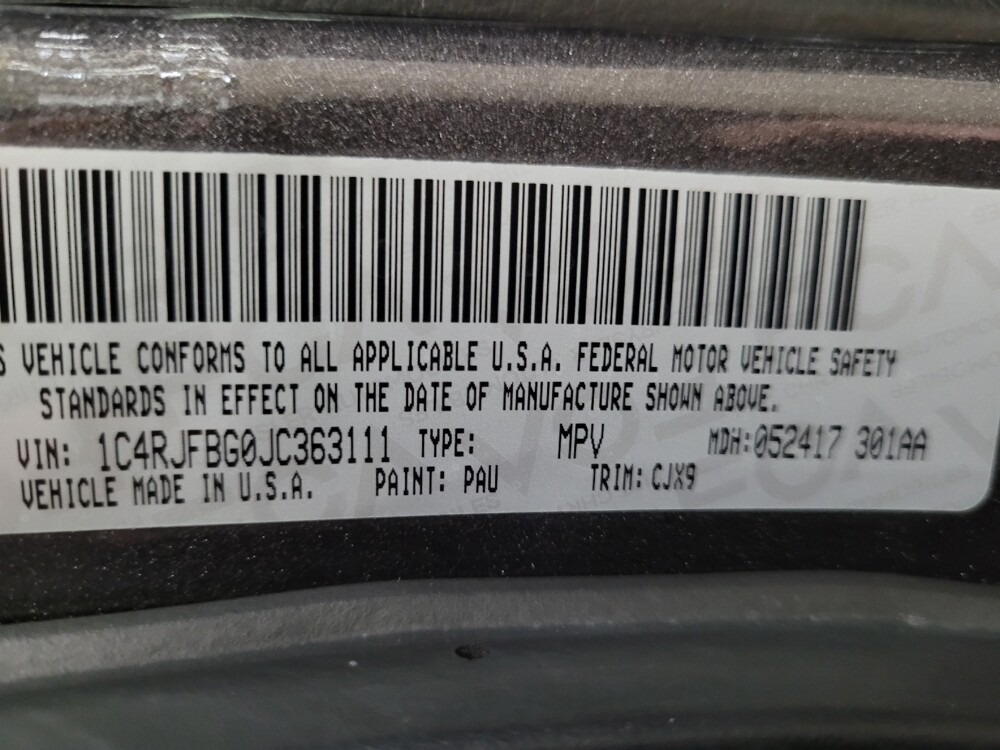 S VEHICLE CONFORMS TO ALL APPLICABLE U.S.A. FEDERAL MOTOR VEHICLE SAFETY
STANDARDS IN EFFECT ON THE DATE OF MANUFACTURE SHOWN ABOVE.
VIN: 1C4RJFBG0JC363111 TYPE: MPV MDH:052417 301AA
VEHICLE MADE IN U.S.A. PAINT: PAU TRIM: CJX9